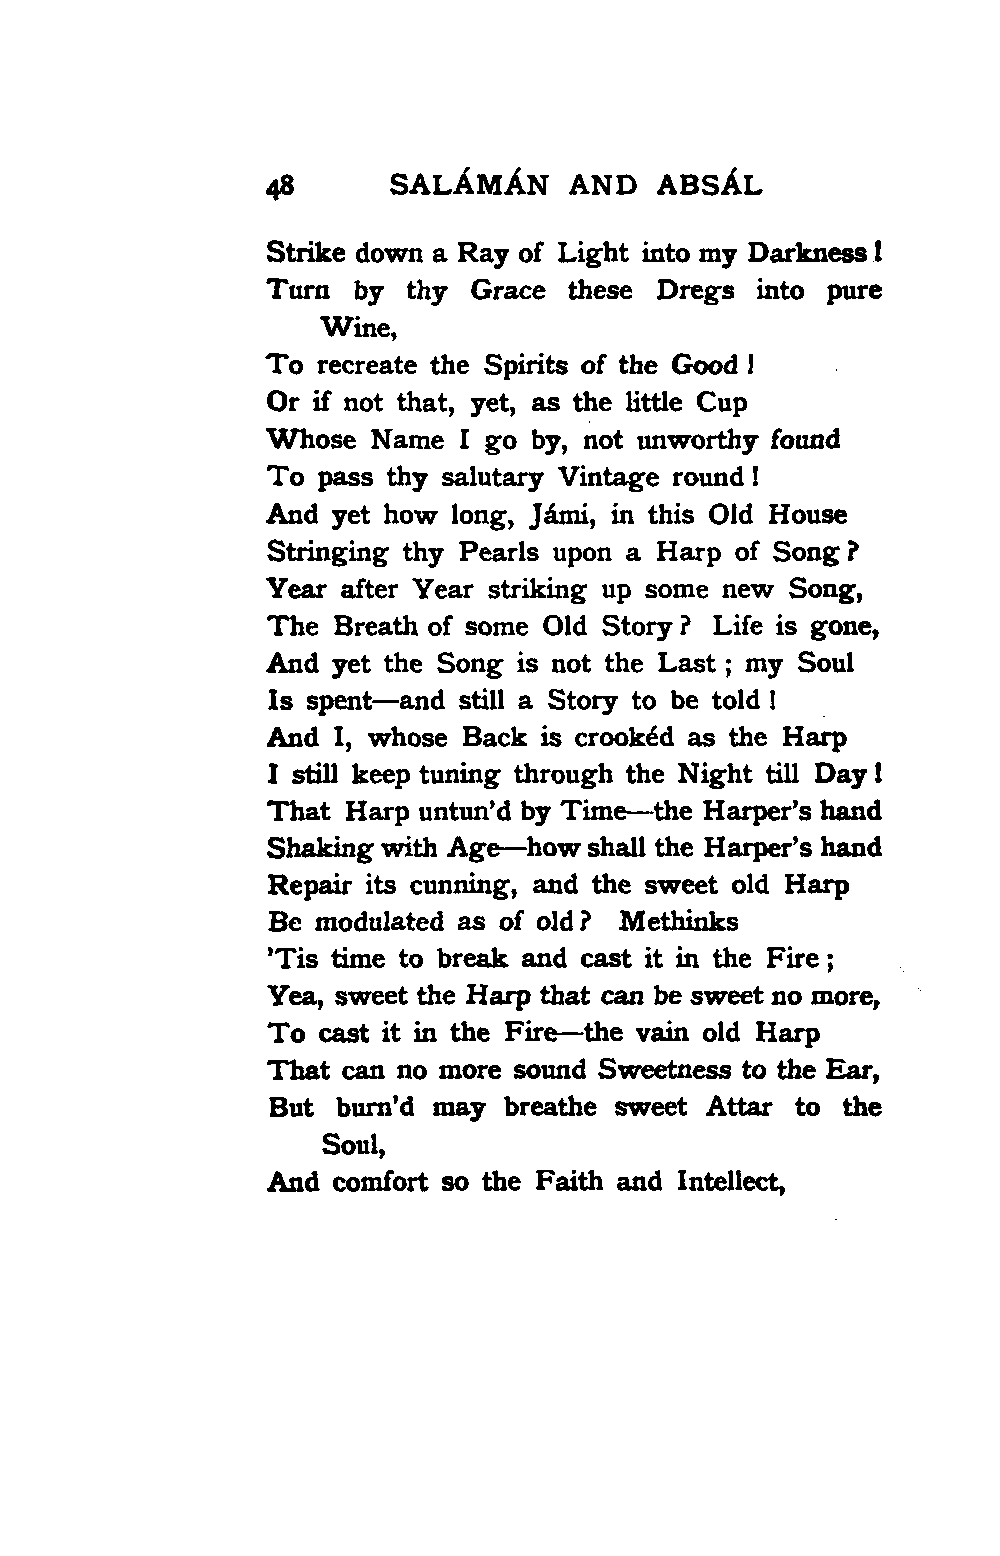 48 SALÁMÁN AND ABSÁL
Strike down a Ray of Light into my Darkness!
Turn by thy Grace these Dregs into pure
Wine,
To recreate the Spirits of the Good!
Or if not that, yet, as the little Cup
Whose Name I go by, not unworthy found
To pass thy salutary Vintage round!
And yet how long, Jámi, in this Old House
Stringing thy Pearls upon a Harp of Song?
Year after Year striking up some new Song,
The Breath of some Old Story? Life is gone,
And yet the Song is not the Last; my Soul
Is spent—and still a Story to be told!
And I, whose Back is crookéd as the Harp
I still keep tuning through the Night till Day!
That Harp untun'd by Time—the Harper's hand
Shaking with Age—how shall the Harper's hand
Repair its cunning, and the sweet old Harp
Be modulated as of old? Methinks
'Tis time to break and cast it in the Fire;
Yea, sweet the Harp that can be sweet no more,
To cast it in the Fire—the vain old Harp
That can no more sound Sweetness to the Ear,
But burn'd may breathe sweet Attar to the
Soul,
And comfort so the Faith and Intellect,